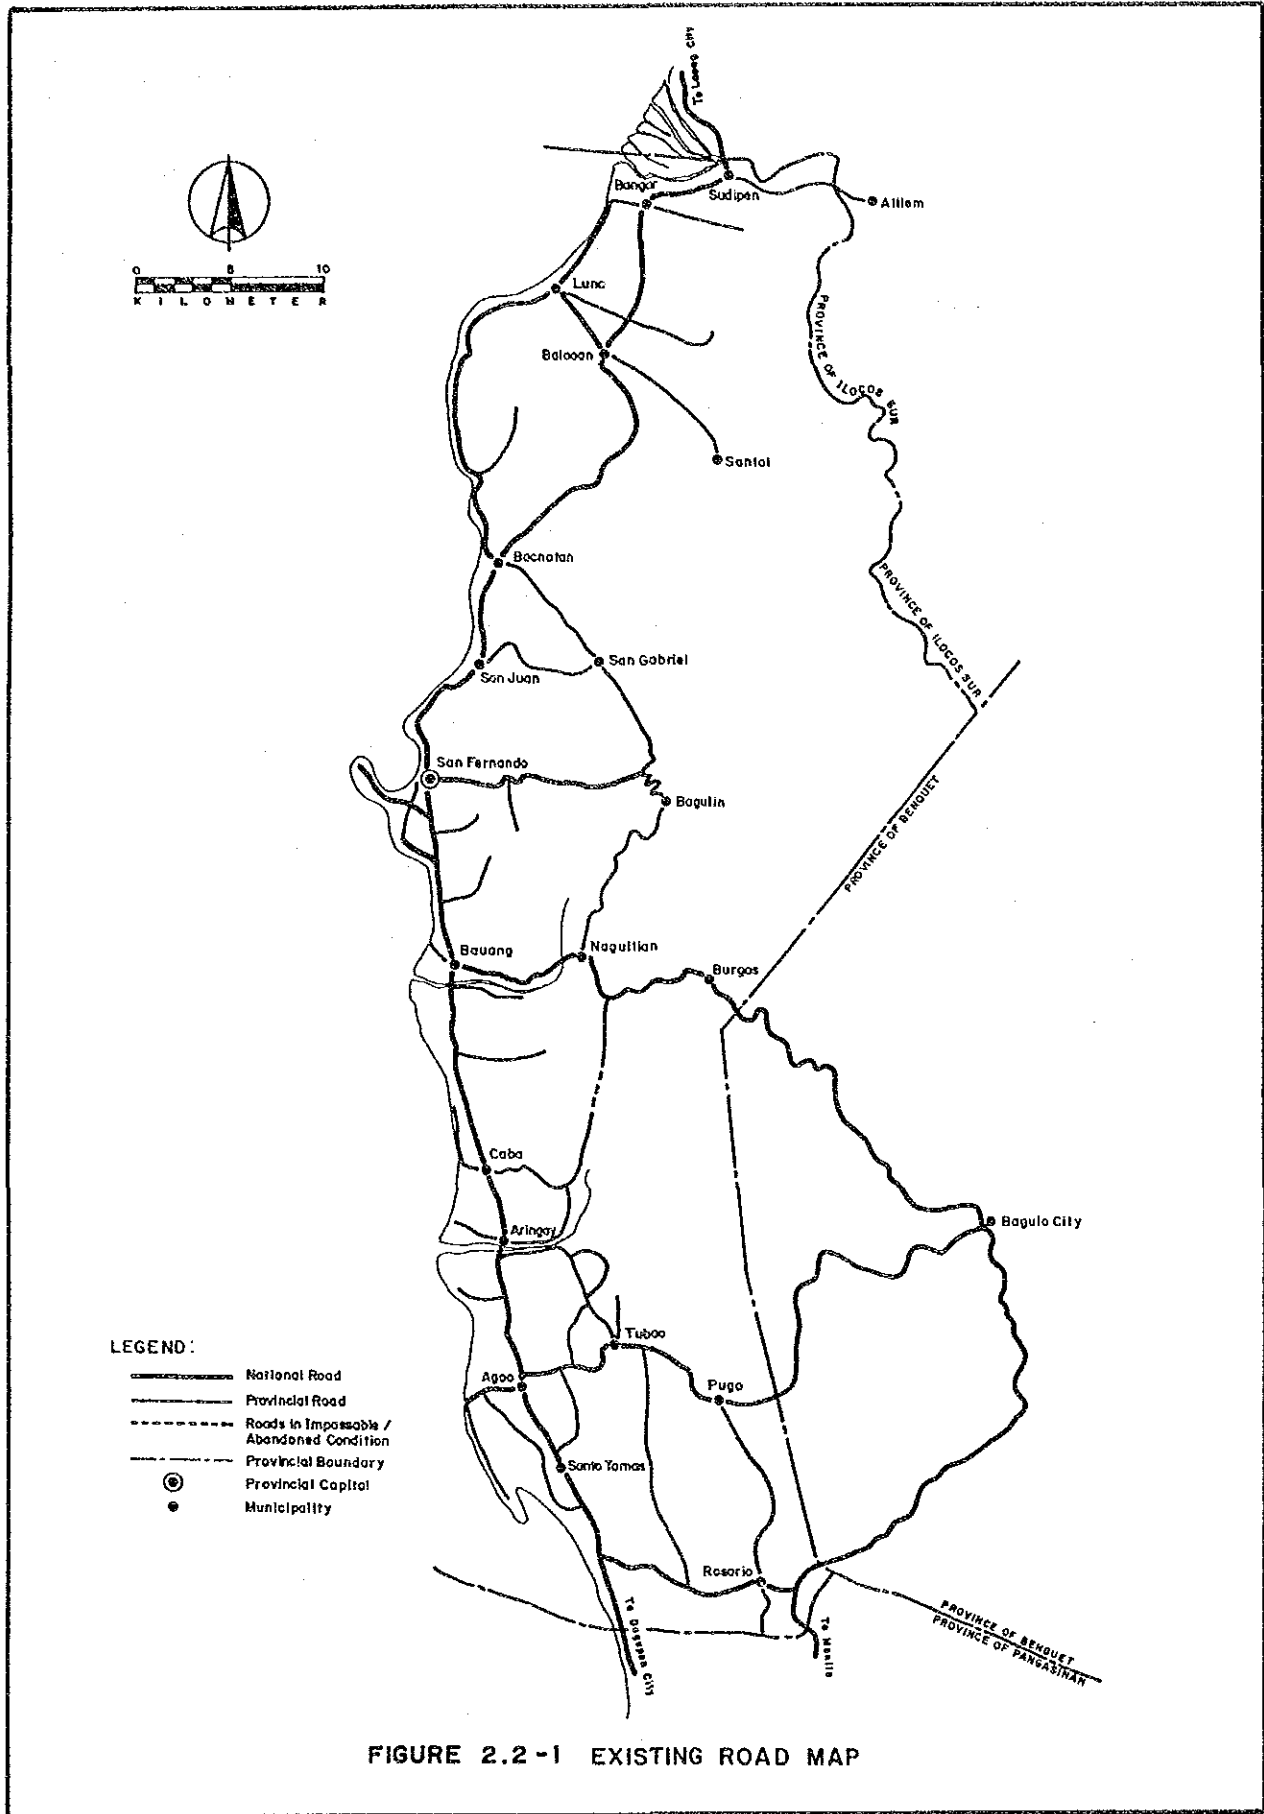 To Laoag City
Bangar
Sudipen
Alilem
0 5 10
KILOMETER
Luna
Balaoan
PROVINCE OF ILOCOS SUR
Santol
Bacnotan
PROVINCE OF ILOCOS SUR
San Gabriel
San Juan
San Fernando
Bagulin
PROVINCE OF BENGUET
Bauang
Naguilian
Burgos
Caba
Baguio City
Aringay
LEGEND:
National Road
Provincial Road
Roads in Impassable /
Abandoned Condition
Provincial Boundary
Provincial Capital
Municipality
Tubao
Agoo
Pugo
Santo Tomas
Rosario
To Dagupan City
To Manila
PROVINCE OF BENGUET
PROVINCE OF PANGASINAN
FIGURE 2.2-1 EXISTING ROAD MAP